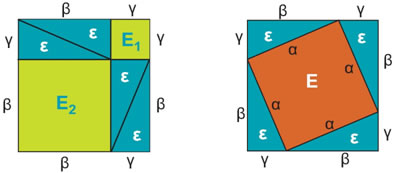 β γ
γ ε ε E₁ γ
β E₂ ε ε β
β γ
β γ
γ ε α ε
E α β
β α
ε α ε γ
γ β